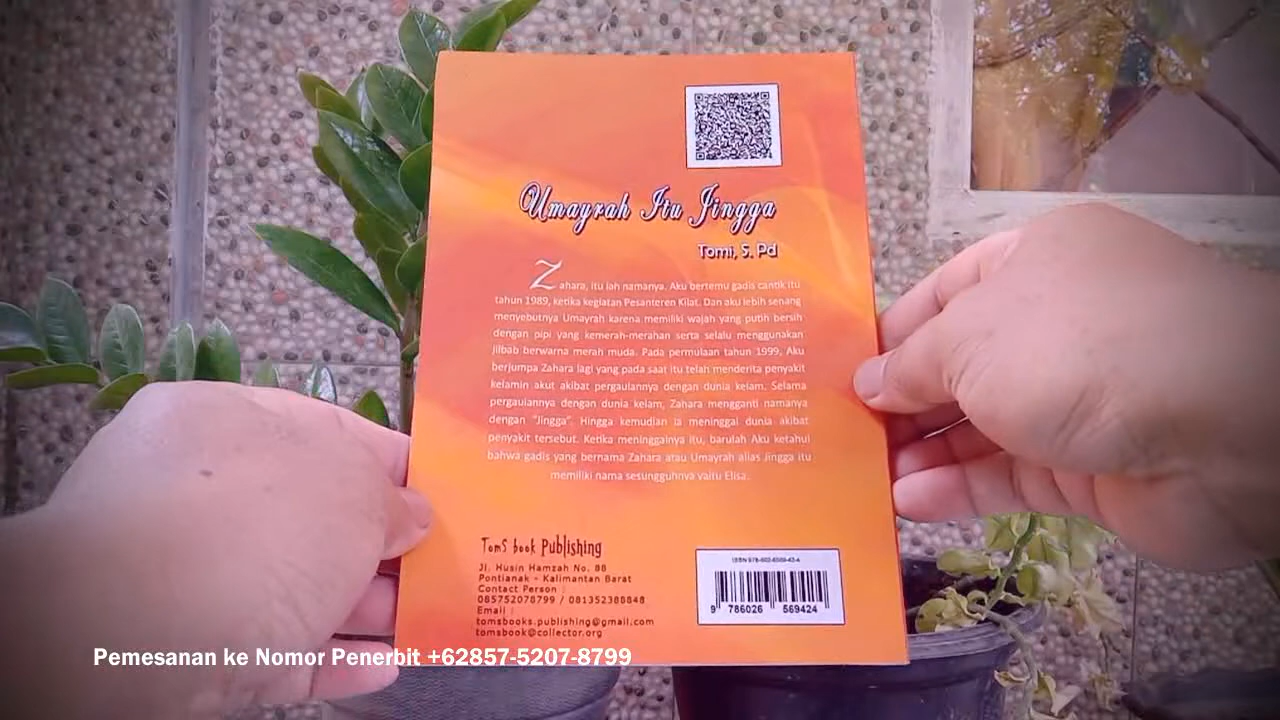 Umayrah Itu Jingga
Tomi, S. Pd
Zahara, itu lah namanya. Aku bertemu gadis cantik itu
tahun 1989, ketika kegiatan Pesanteren Kilat. Dan aku lebih senang
menyebutnya Umayrah karena memiliki wajah yang putih bersih
dengan pipi yang kemerah-merahan serta selalu menggunakan
jilbab berwarna merah muda. Pada permulaan tahun 1999, Aku
berjumpa Zahara lagi yang pada saat itu telah menderita penyakit
kelamin akut akibat pergaulannya dengan dunia kelam. Selama
pergaulannya dengan dunia kelam, Zahara mengganti namanya
dengan "Jingga". Hingga kemudian ia meninggal dunia akibat
penyakit tersebut. Ketika meninggalnya itu, barulah Aku ketahui
bahwa gadis yang bernama Zahara atau Umayrah alias Jingga itu
memiliki nama sesungguhnya yaitu Elisa.
TomS book Publishing
Jl. Husin Hamzah No. 88
Pontianak - Kalimantan Barat
Contact Person :
085752078799 / 081352388848
Email :
tomsbooks.publishing@gmail.com
tomsbook@collector.org
9 786026 569424
Pemesanan ke Nomor Penerbit +62857-5207-8799